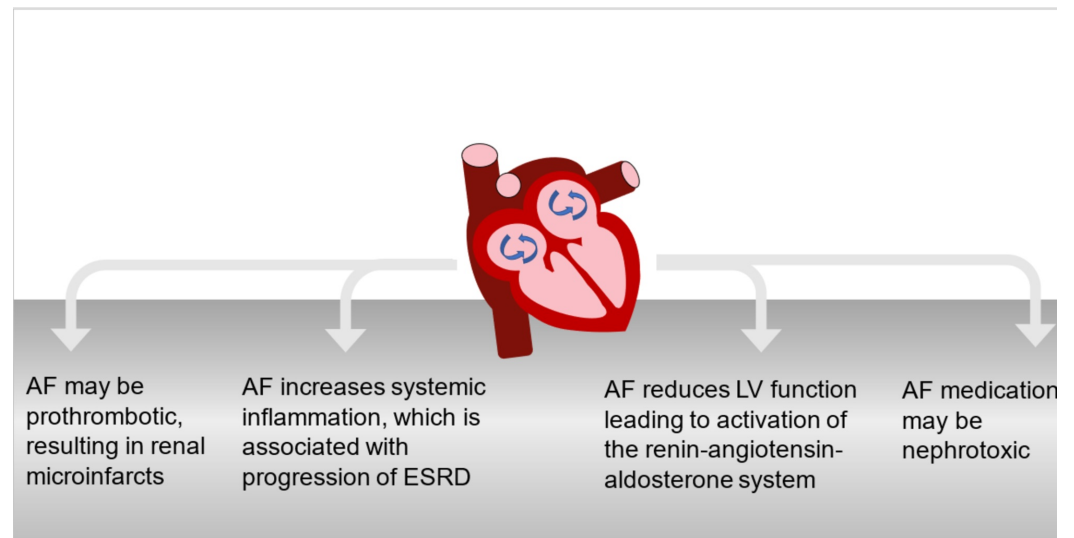 AF may be
prothrombotic,
resulting in renal
microinfarcts
AF increases systemic
inflammation, which is
associated with
progression of ESRD
AF reduces LV function
leading to activation of
the renin-angiotensin-
aldosterone system
AF medication
may be
nephrotoxic